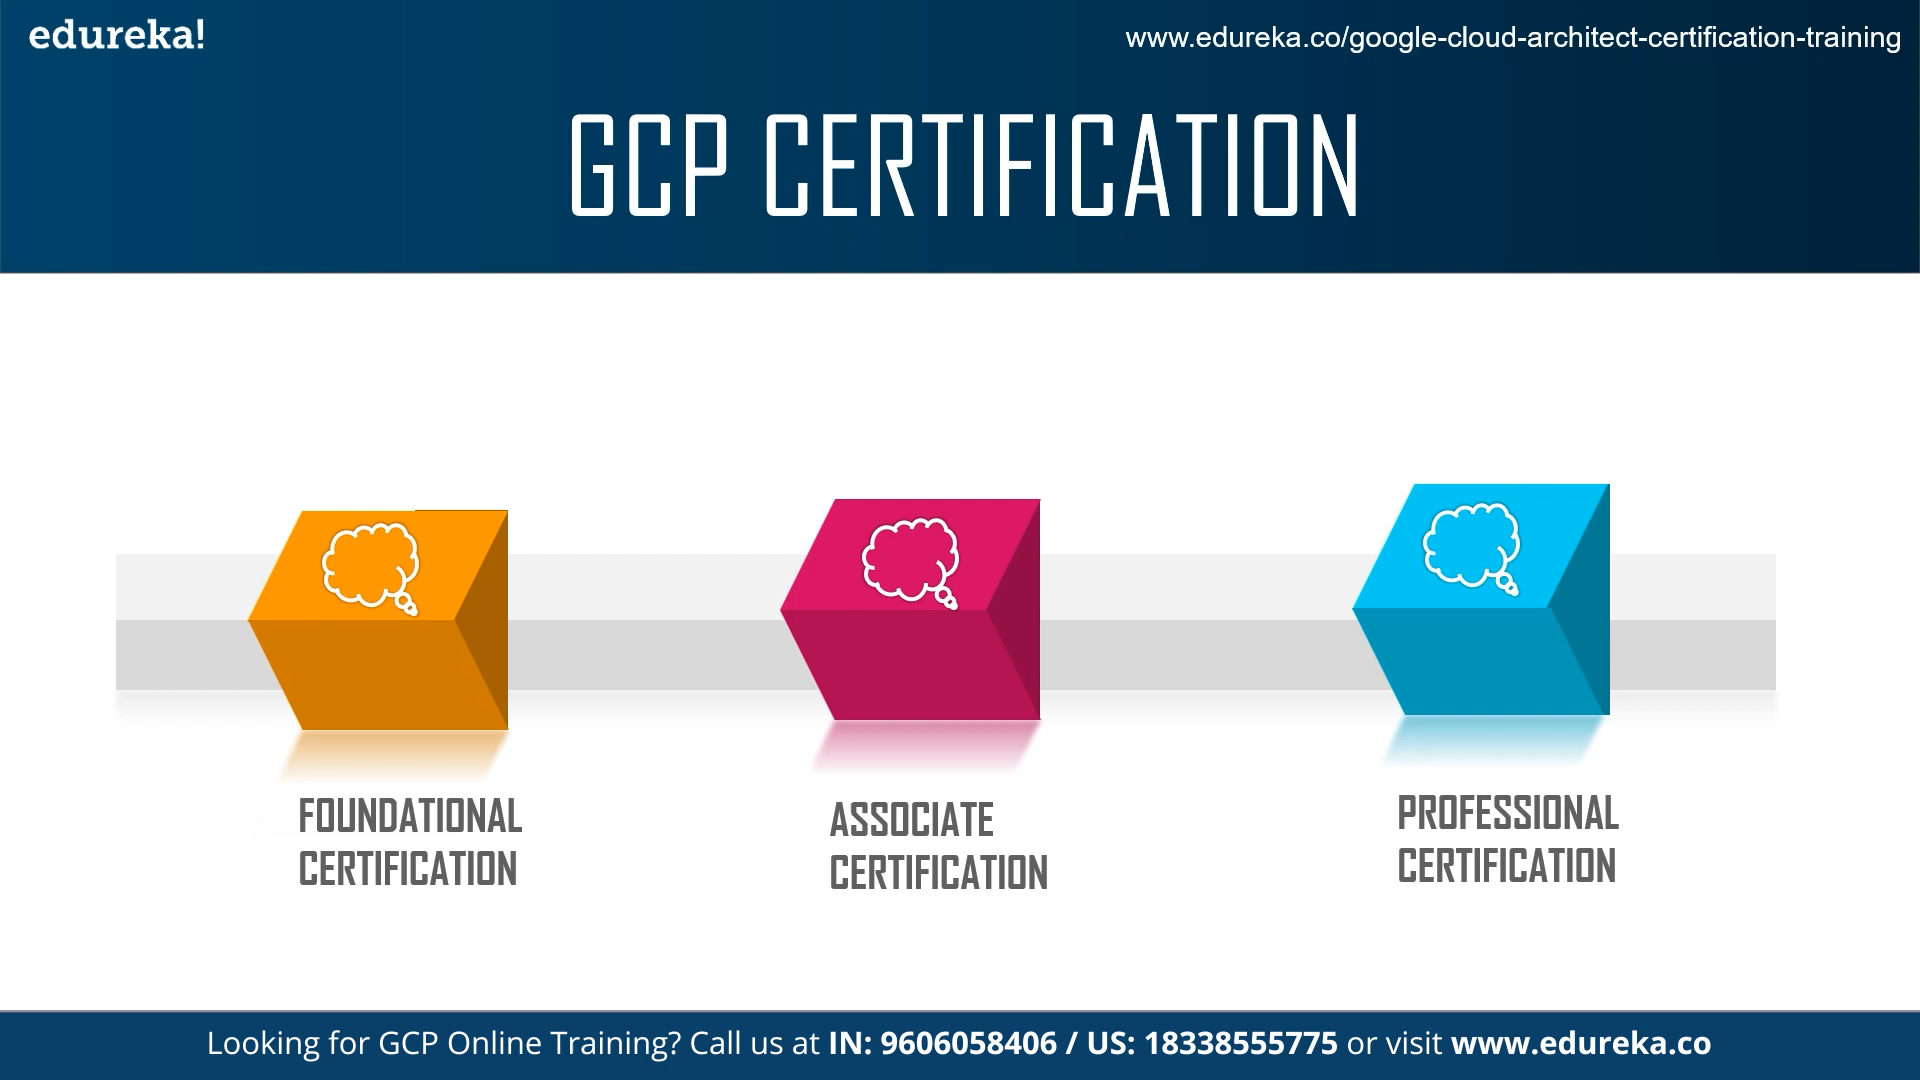 edureka!
www.edureka.co/google-cloud-architect-certification-training
GCP CERTIFICATION
FOUNDATIONAL
CERTIFICATION
ASSOCIATE
CERTIFICATION
PROFESSIONAL
CERTIFICATION
Looking for GCP Online Training? Call us at IN: 9606058406 / US: 18338555775 or visit www.edureka.co